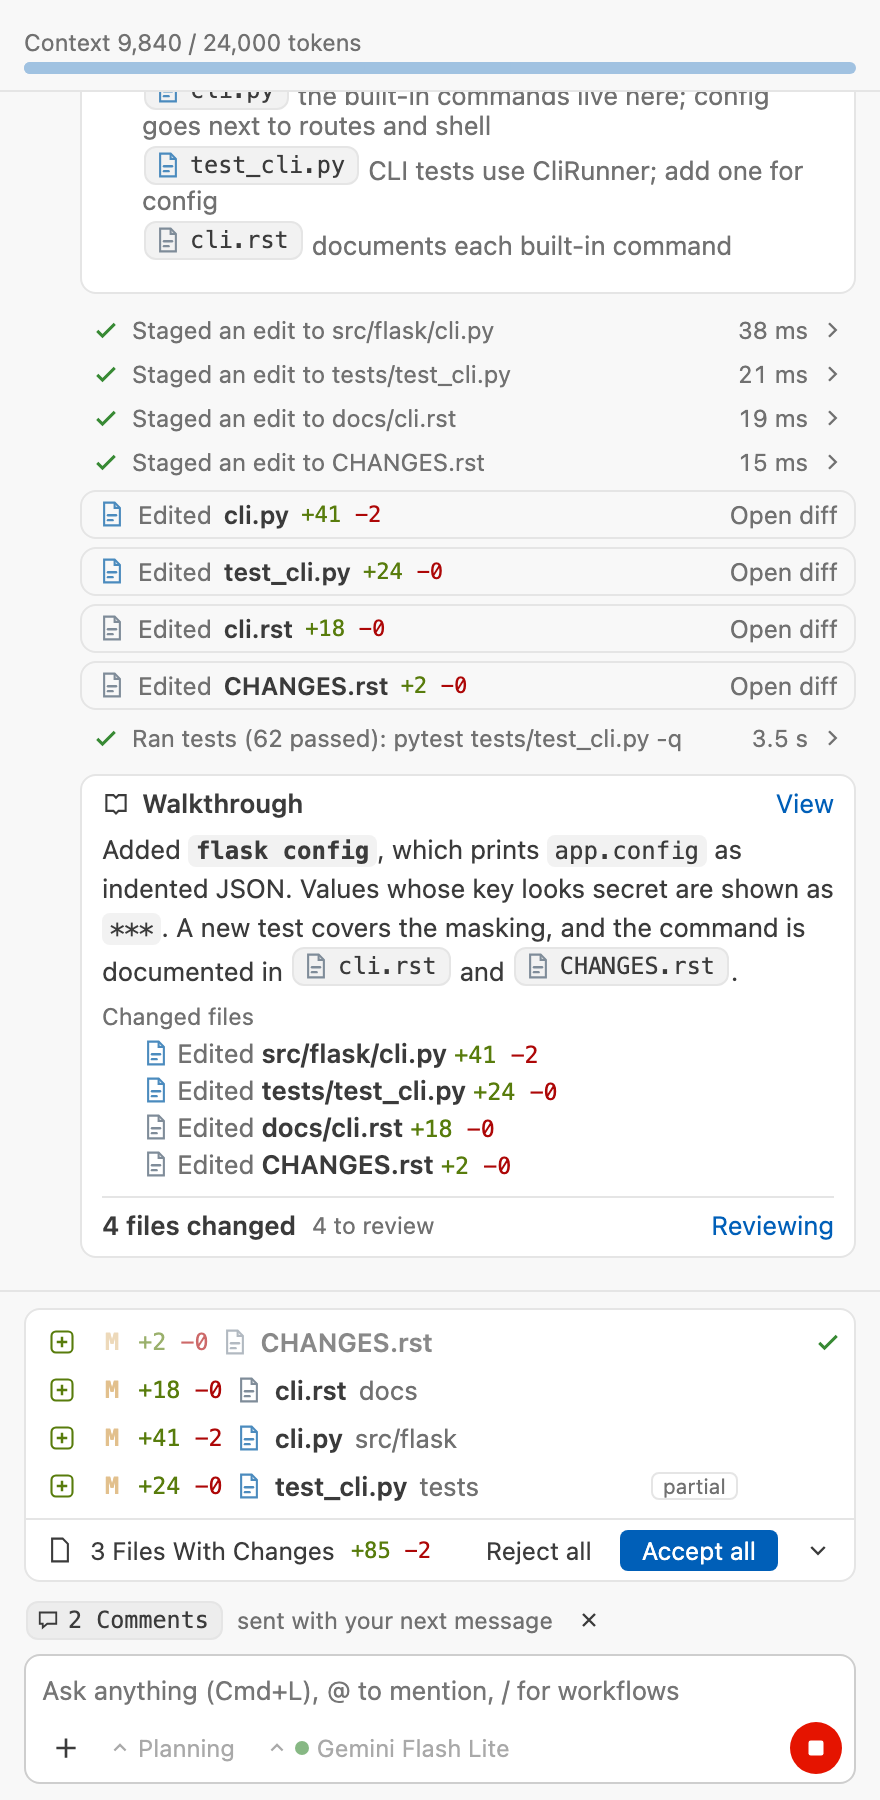 Context 9,840 / 24,000 tokens
cli.py the built-in commands live here; config
goes next to routes and shell
test_cli.py CLI tests use CliRunner; add one for
config
cli.rst documents each built-in command
Staged an edit to src/flask/cli.py 38 ms
Staged an edit to tests/test_cli.py 21 ms
Staged an edit to docs/cli.rst 19 ms
Staged an edit to CHANGES.rst 15 ms
Edited cli.py +41 −2 Open diff
Edited test_cli.py +24 −0 Open diff
Edited cli.rst +18 −0 Open diff
Edited CHANGES.rst +2 −0 Open diff
Ran tests (62 passed): pytest tests/test_cli.py -q 3.5 s
Walkthrough View
Added flask config, which prints app.config as
indented JSON. Values whose key looks secret are shown as
***. A new test covers the masking, and the command is
documented in cli.rst and CHANGES.rst.
Changed files
Edited src/flask/cli.py +41 −2
Edited tests/test_cli.py +24 −0
Edited docs/cli.rst +18 −0
Edited CHANGES.rst +2 −0
4 files changed 4 to review Reviewing
M +2 −0 CHANGES.rst
M +18 −0 cli.rst docs
M +41 −2 cli.py src/flask
M +24 −0 test_cli.py tests partial
3 Files With Changes +85 −2 Reject all Accept all
2 Comments sent with your next message
Ask anything (Cmd+L), @ to mention, / for workflows
Planning Gemini Flash Lite